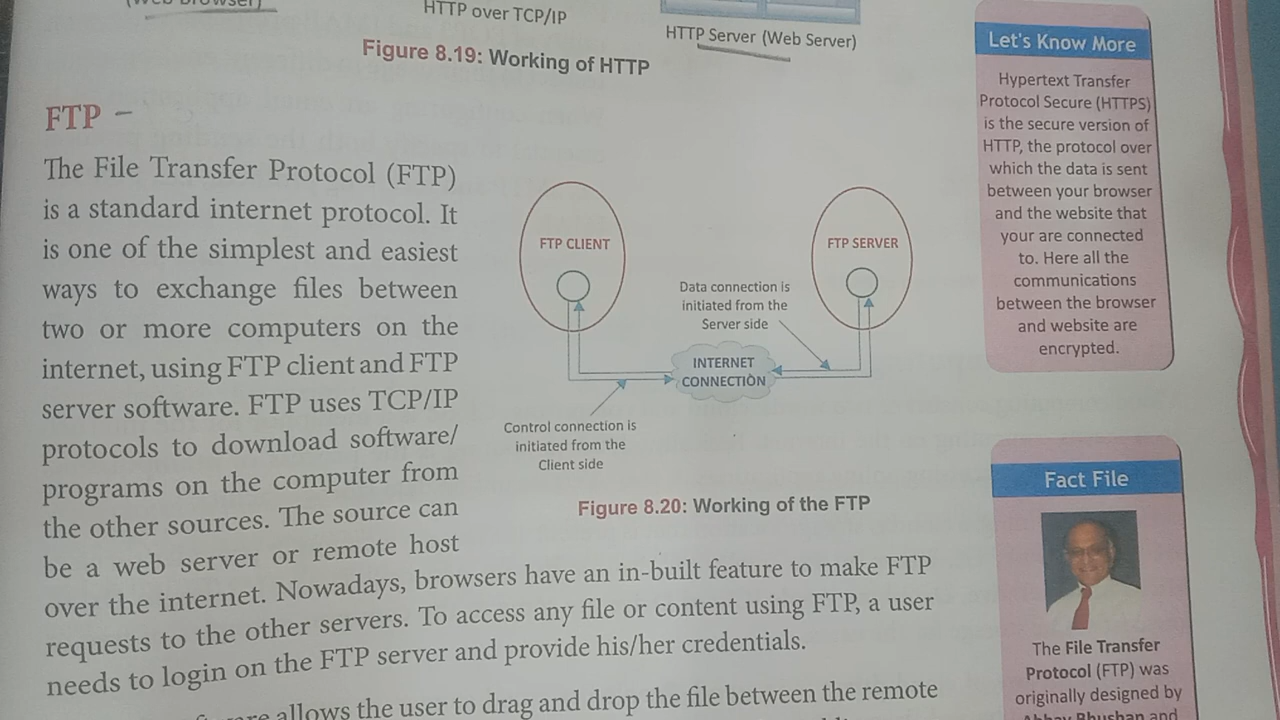 HTTP over TCP/IP
HTTP Server (Web Server)
Figure 8.19: Working of HTTP
FTP –
The File Transfer Protocol (FTP)
is a standard internet protocol. It
is one of the simplest and easiest
ways to exchange files between
two or more computers on the
internet, using FTP client and FTP
server software. FTP uses TCP/IP
protocols to download software/
programs on the computer from
the other sources. The source can
be a web server or remote host
over the internet. Nowadays, browsers have an in-built feature to make FTP
requests to the other servers. To access any file or content using FTP, a user
needs to login on the FTP server and provide his/her credentials.
allows the user to drag and drop the file between the remote
FTP CLIENT
FTP SERVER
Data connection is
initiated from the
Server side
INTERNET
CONNECTION
Control connection is
initiated from the
Client side
Figure 8.20: Working of the FTP
Let's Know More
Hypertext Transfer
Protocol Secure (HTTPS)
is the secure version of
HTTP, the protocol over
which the data is sent
between your browser
and the website that
your are connected
to. Here all the
communications
between the browser
and website are
encrypted.
Fact File
The File Transfer
Protocol (FTP) was
originally designed by
Abhay Bhushan and